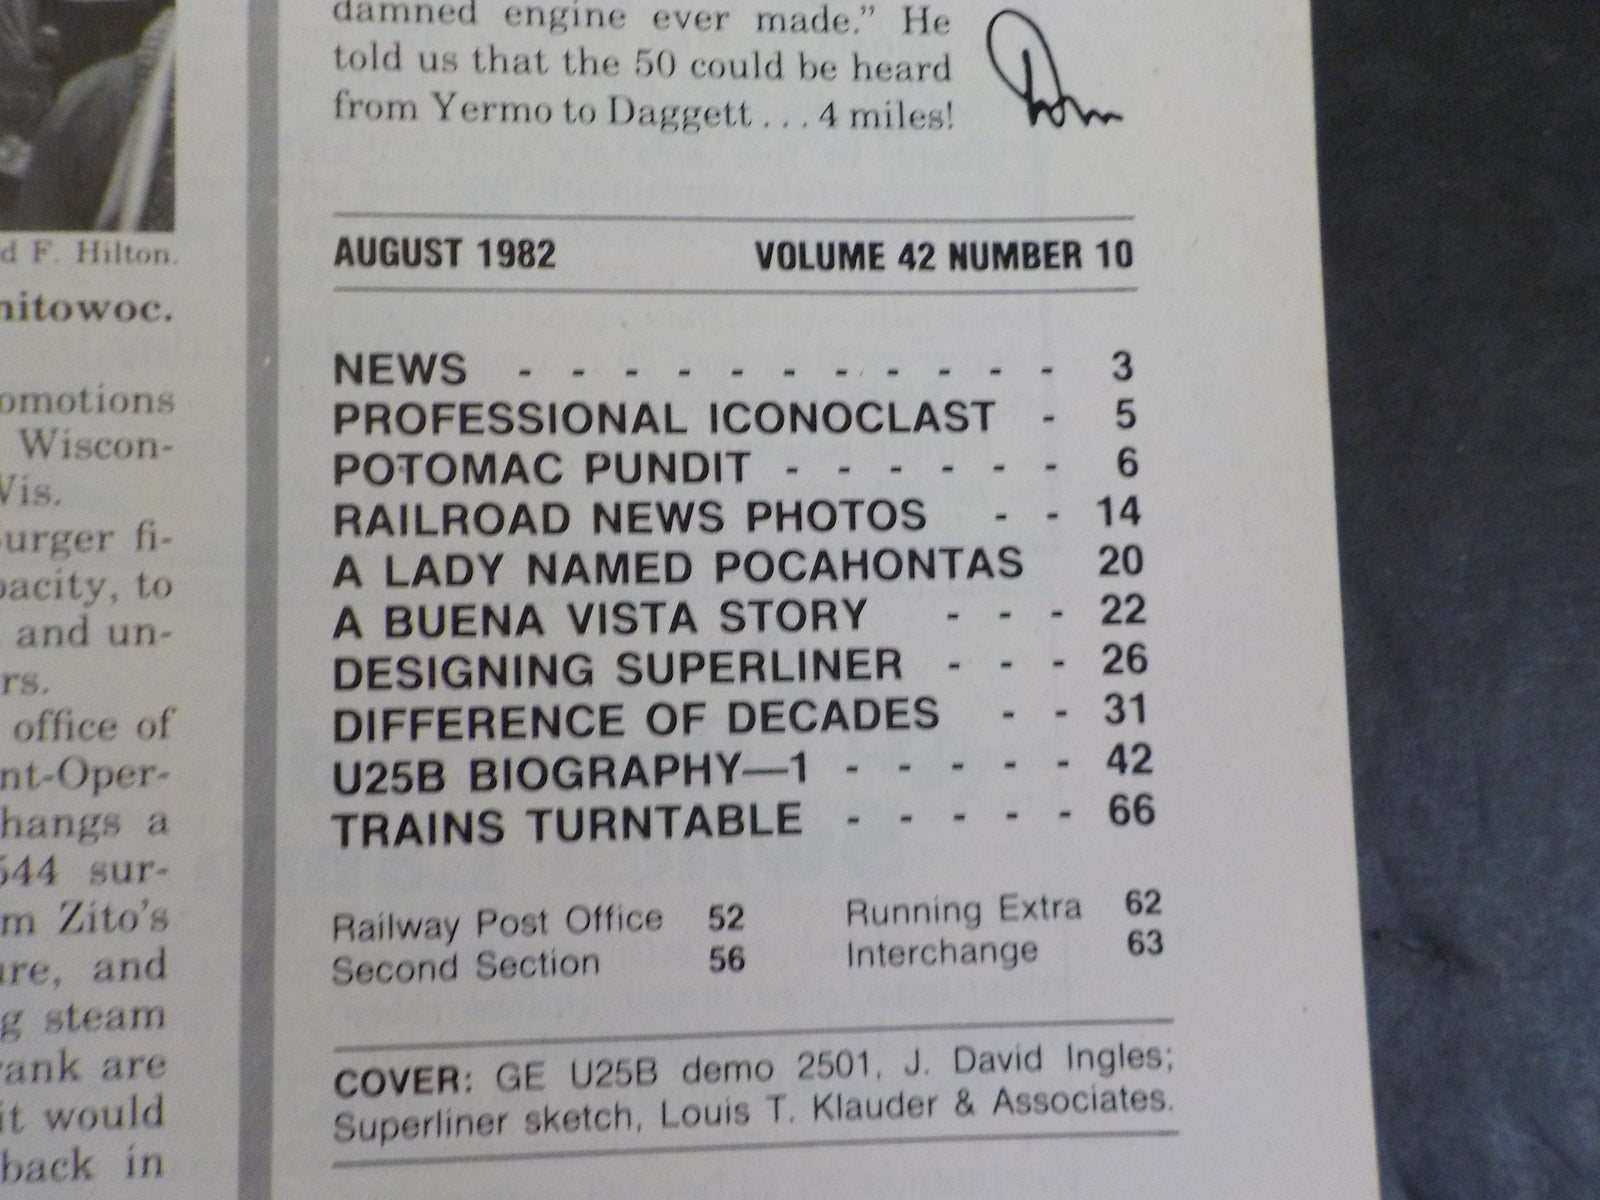 d F. Hilton.
nitowoc.
omotions
Wiscon-
Wis.
urger fi-
pacity, to
and un-
rs.
office of
nt-Oper-
hangs a
544 sur-
m Zito's
ure, and
g steam
rank are
it would
back in
damned engine ever made." He
told us that the 50 could be heard
from Yermo to Daggett . . . 4 miles!
AUGUST 1982 VOLUME 42 NUMBER 10
NEWS - - - - - - - - - - - 3
PROFESSIONAL ICONOCLAST - 5
POTOMAC PUNDIT - - - - - - 6
RAILROAD NEWS PHOTOS - - 14
A LADY NAMED POCAHONTAS 20
A BUENA VISTA STORY - - - 22
DESIGNING SUPERLINER - - - 26
DIFFERENCE OF DECADES - - 31
U25B BIOGRAPHY—1 - - - - - 42
TRAINS TURNTABLE - - - - - 66
Railway Post Office 52 Running Extra 62
Second Section 56 Interchange 63
COVER: GE U25B demo 2501, J. David Ingles;
Superliner sketch, Louis T. Klauder & Associates.